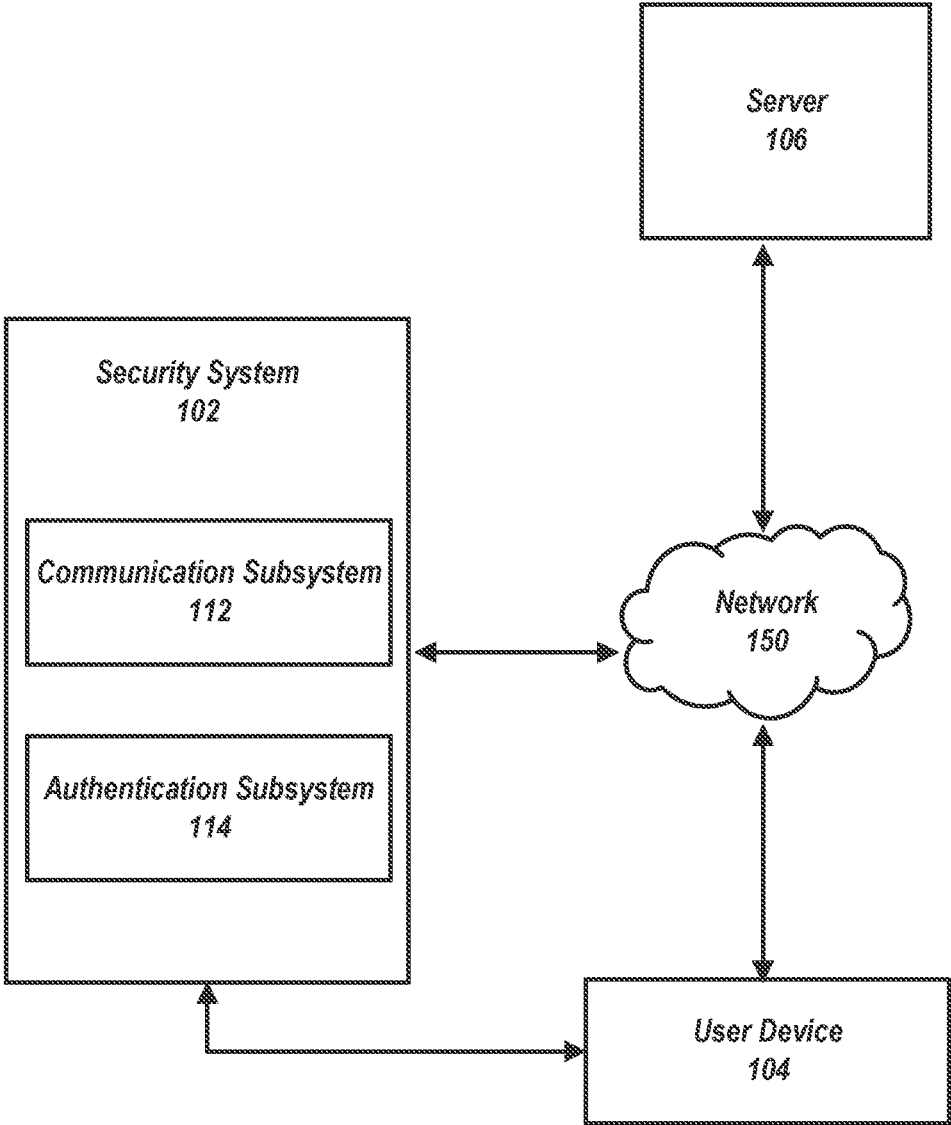 Server
106
Security System
102
Communication Subsystem
112
Network
150
Authentication Subsystem
114
User Device
104